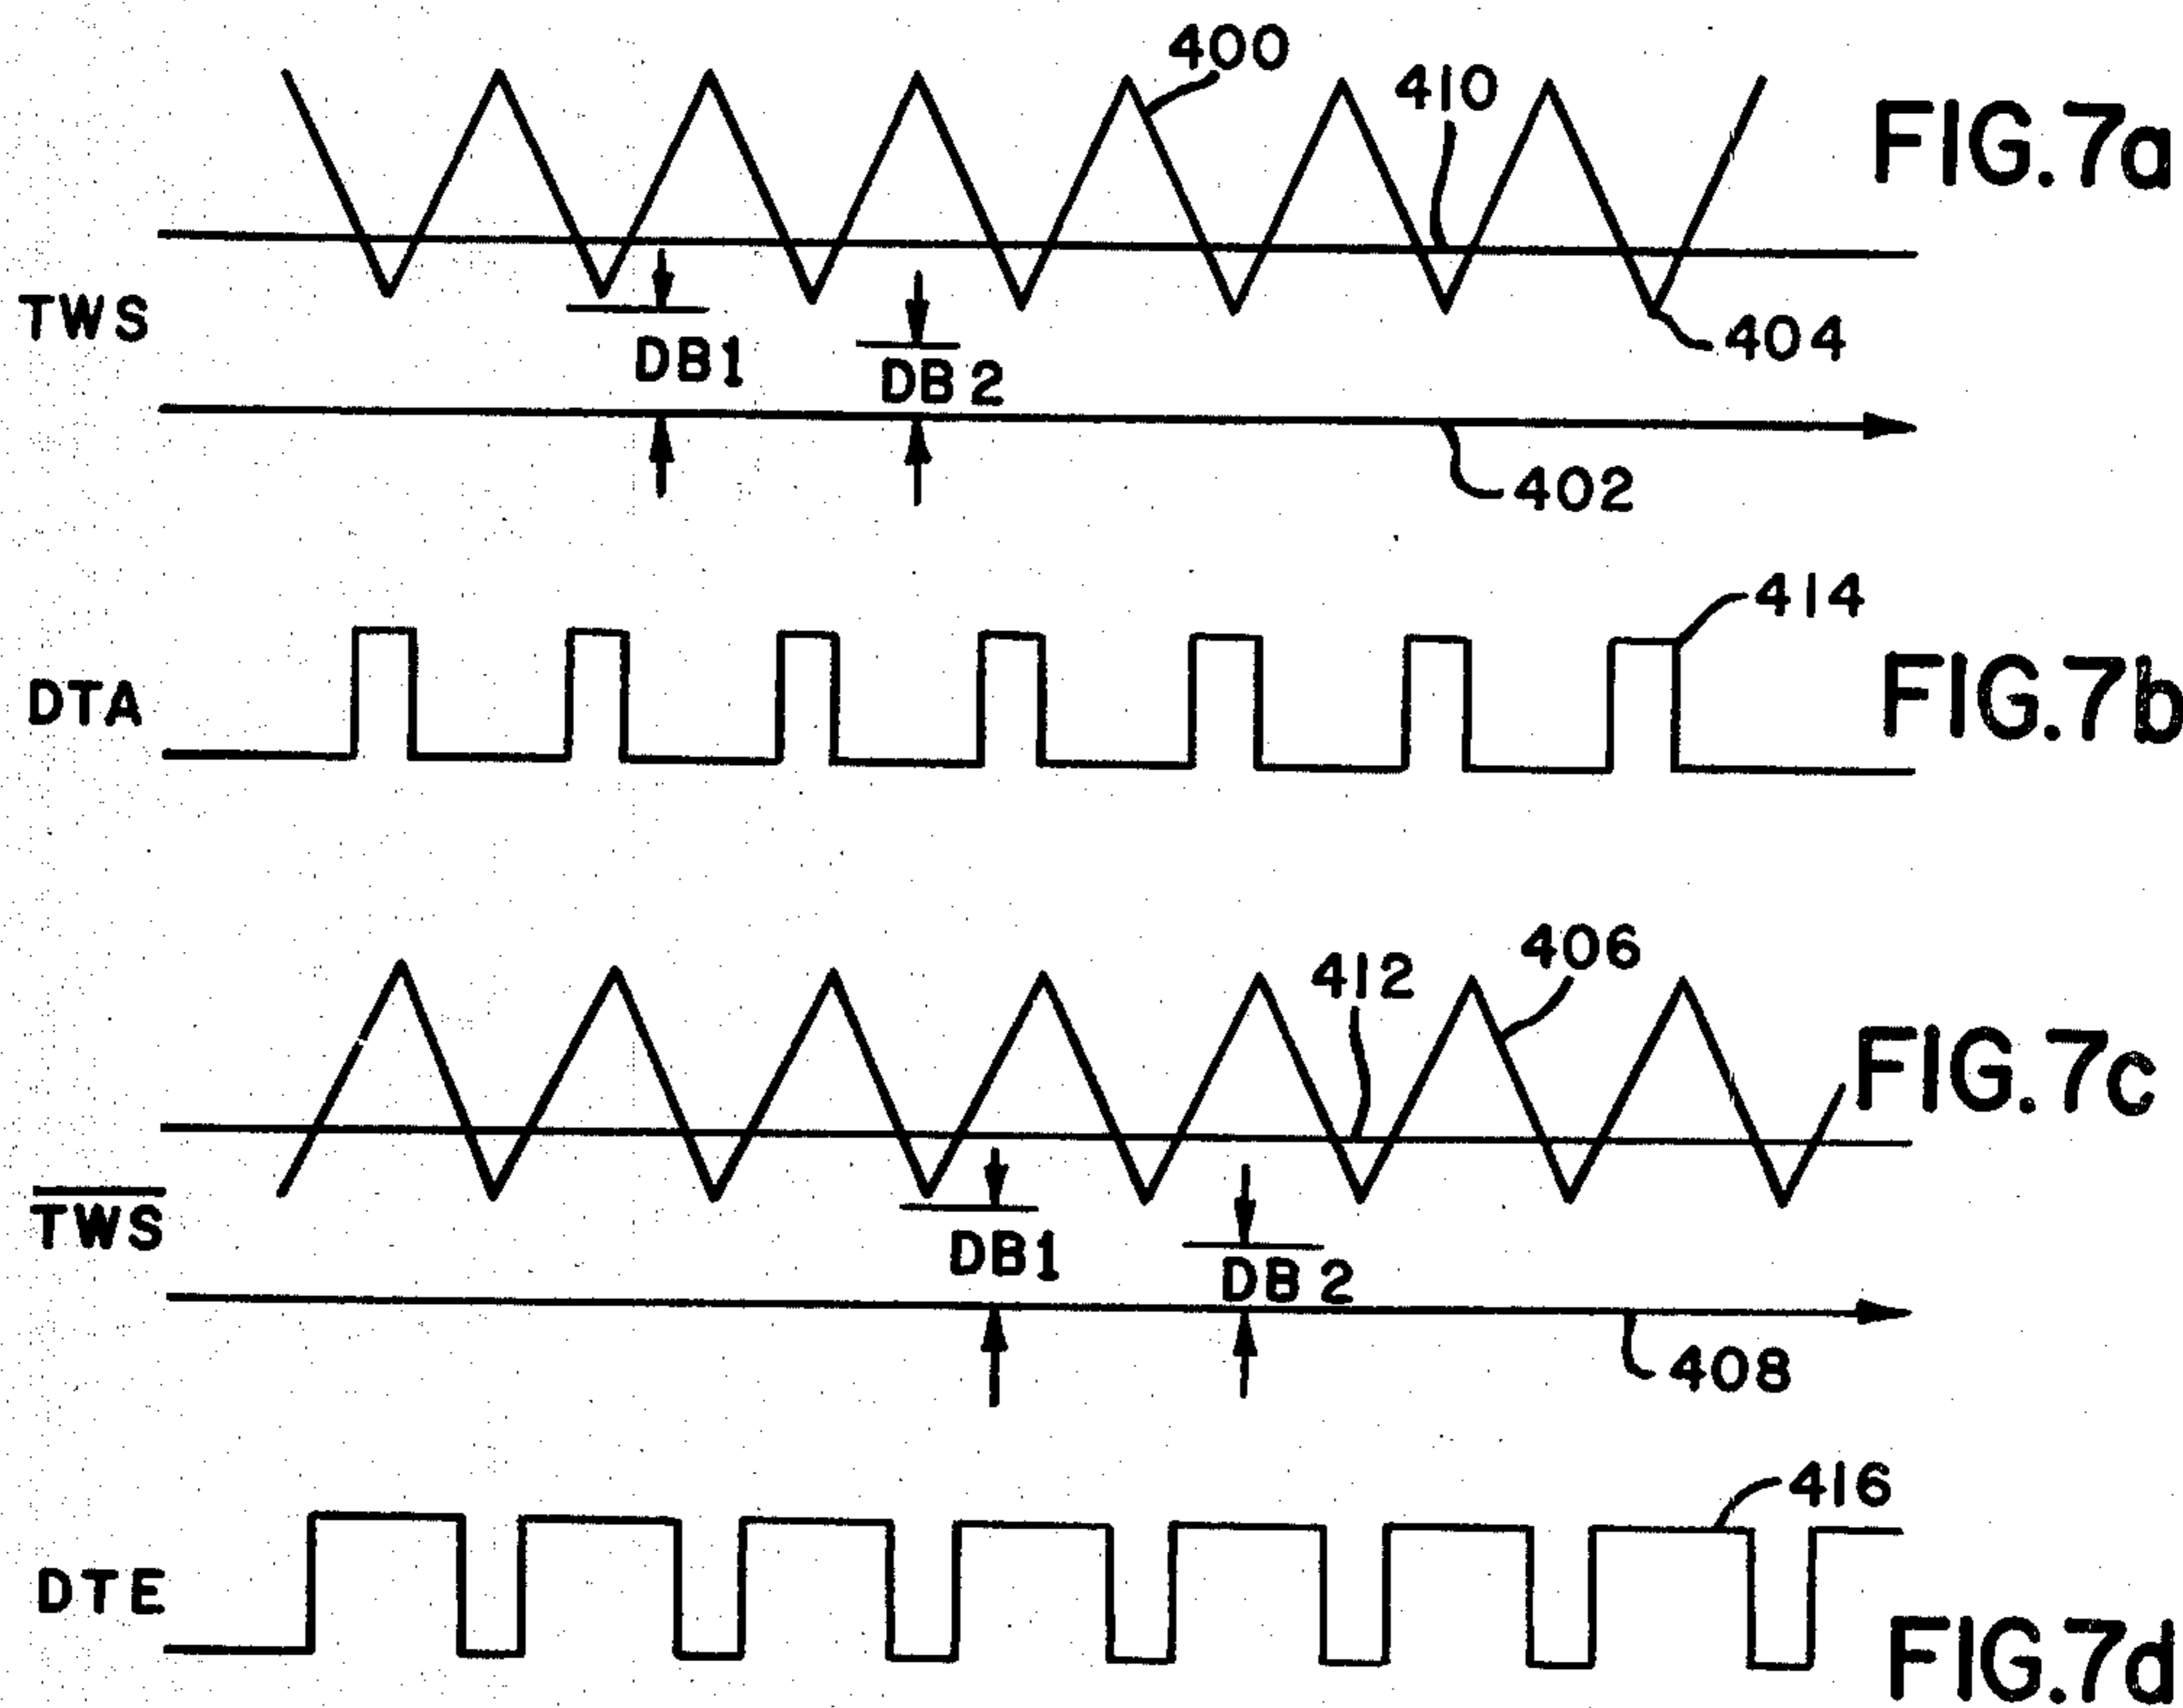 400
410
FIG.7a
TWS
DB1
DB2
404
402
414
DTA
FIG.7b
406
412
FIG.7c
TWS
DB1
DB2
408
416
DTE
FIG.7d